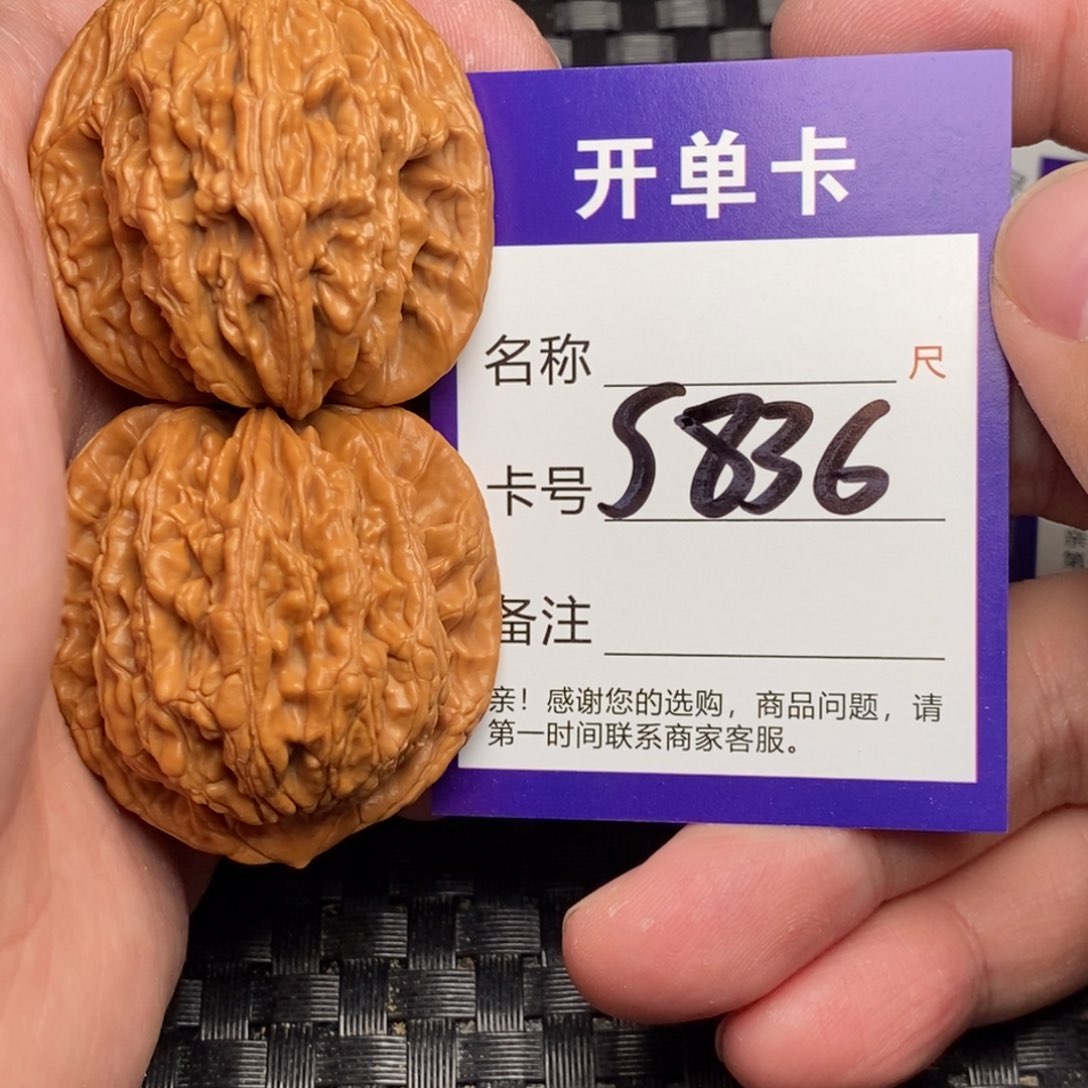 开单卡
名称 尺
卡号 5836
备注
亲！感谢您的选购，商品问题，请
第一时间联系商家客服。